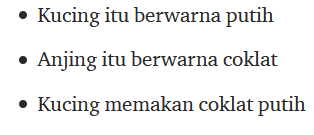 • Kucing itu berwarna putih
• Anjing itu berwarna coklat
• Kucing memakan coklat putih